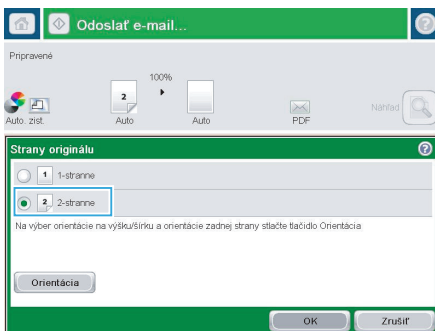 Odoslať e-mail...
Pripravené
100%
2
Auto. zist.
Auto
Auto
PDF
Náhľad
Strany originálu
1 1-stranne
2 2-stranne
Na výber orientácie na výšku/šírku a orientácie zadnej strany stlačte tlačidlo Orientácia
Orientácia
OK
Zrušiť